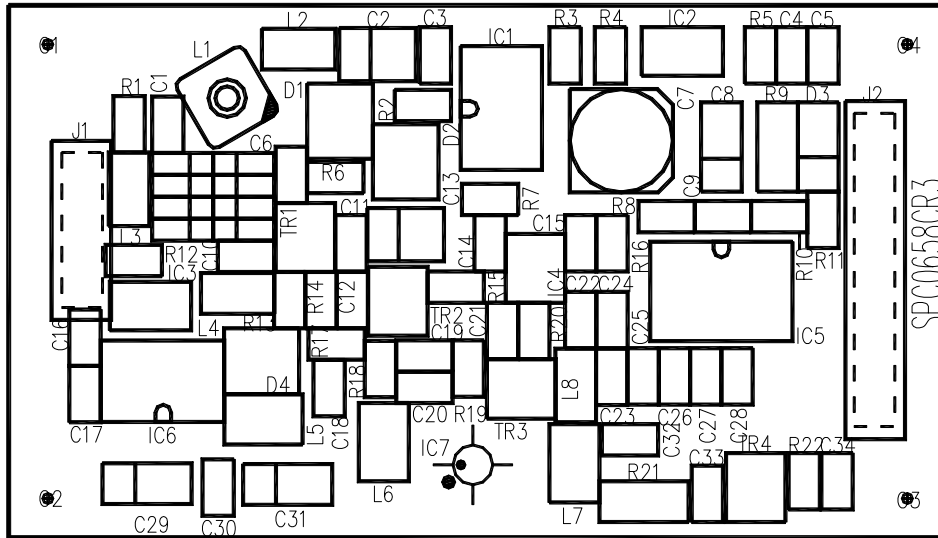 C1
L2
C2
C3
IC1
R3
R4
IC2
R5
C4
C5
C4
L1
R1
C1
D1
R2
D2
C7
C8
R9
D3
J2
J1
C6
R6
C13
R7
C9
R8
SPC0658CR3
TR1
C11
C14
C15
R16
R10
R11
L3
R12
C10
IC3
R14
C12
R15
IC4
C22
C24
L4
R13
TR2
C19
C21
R20
C25
IC5
C16
R17
R18
D4
L8
C17
IC6
L5
C18
C20
R19
TR3
C23
C32
C26
C27
C28
IC7
TR4
R22
C34
C2
C29
C30
C31
L6
L7
R21
C33
C3